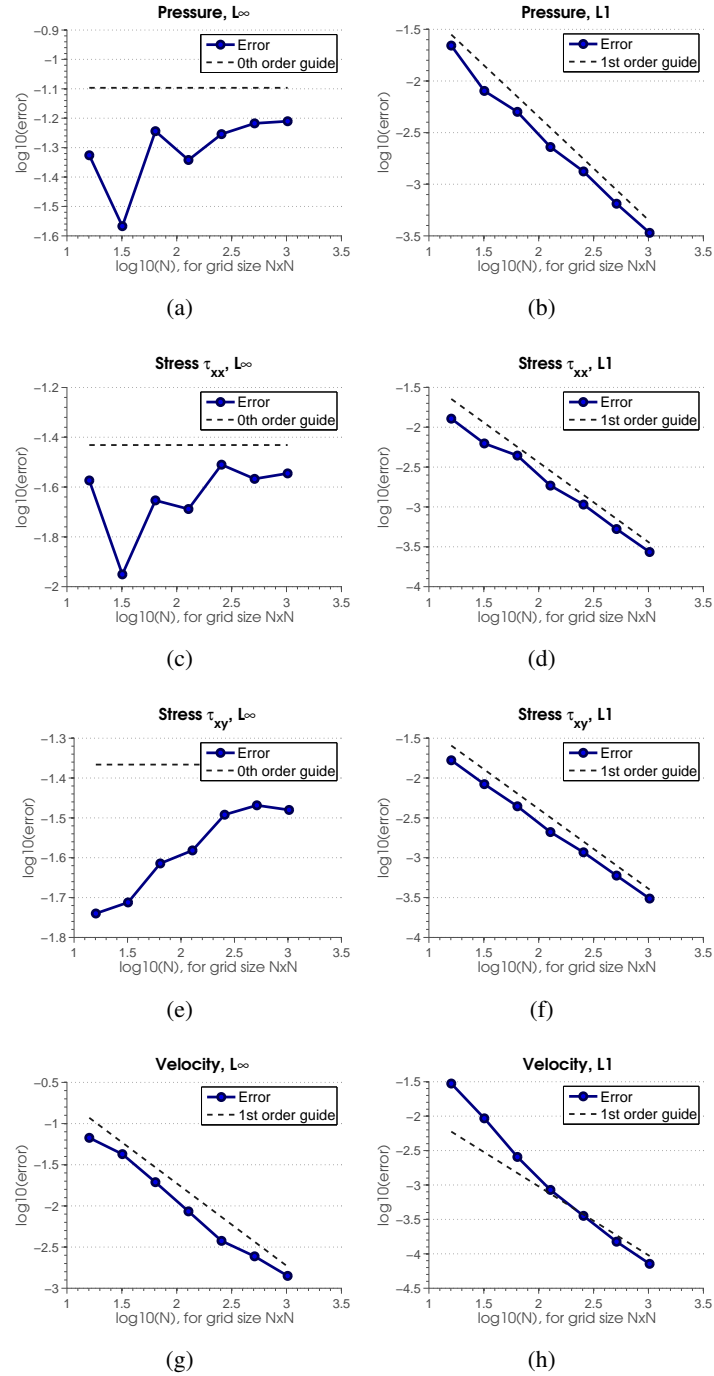 Pressure, L∞
Error
0th order guide
log10(error)
−0.9
−1
−1.1
−1.2
−1.3
−1.4
−1.5
−1.6
1 1.5 2 2.5 3 3.5
log10(N), for grid size NxN
(a)
Pressure, L1
Error
1st order guide
log10(error)
−1.5
−2
−2.5
−3
−3.5
1 1.5 2 2.5 3 3.5
log10(N), for grid size NxN
(b)
Stress τxx, L∞
Error
0th order guide
log10(error)
−1.2
−1.4
−1.6
−1.8
−2
1 1.5 2 2.5 3 3.5
log10(N), for grid size NxN
(c)
Stress τxx, L1
Error
1st order guide
log10(error)
−1.5
−2
−2.5
−3
−3.5
−4
1 1.5 2 2.5 3 3.5
log10(N), for grid size NxN
(d)
Stress τxy, L∞
Error
0th order guide
log10(error)
−1.3
−1.4
−1.5
−1.6
−1.7
−1.8
1 1.5 2 2.5 3 3.5
log10(N), for grid size NxN
(e)
Stress τxy, L1
Error
1st order guide
log10(error)
−1.5
−2
−2.5
−3
−3.5
−4
1 1.5 2 2.5 3 3.5
log10(N), for grid size NxN
(f)
Velocity, L∞
Error
1st order guide
log10(error)
−0.5
−1
−1.5
−2
−2.5
−3
1 1.5 2 2.5 3 3.5
log10(N), for grid size NxN
(g)
Velocity, L1
Error
1st order guide
log10(error)
−1.5
−2
−2.5
−3
−3.5
−4
−4.5
1 1.5 2 2.5 3 3.5
log10(N), for grid size NxN
(h)